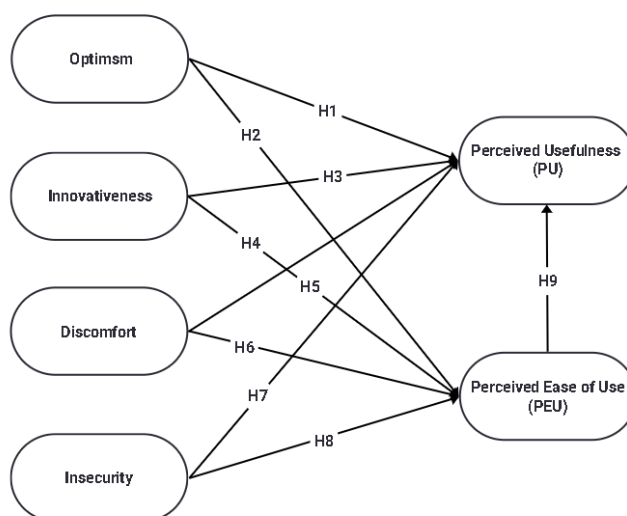 Optimsm
H1
H2
Perceived Usefulness
(PU)
H3
Innovativeness
H4
H5
H9
Discomfort
H6
Perceived Ease of Use
(PEU)
H7
H8
Insecurity